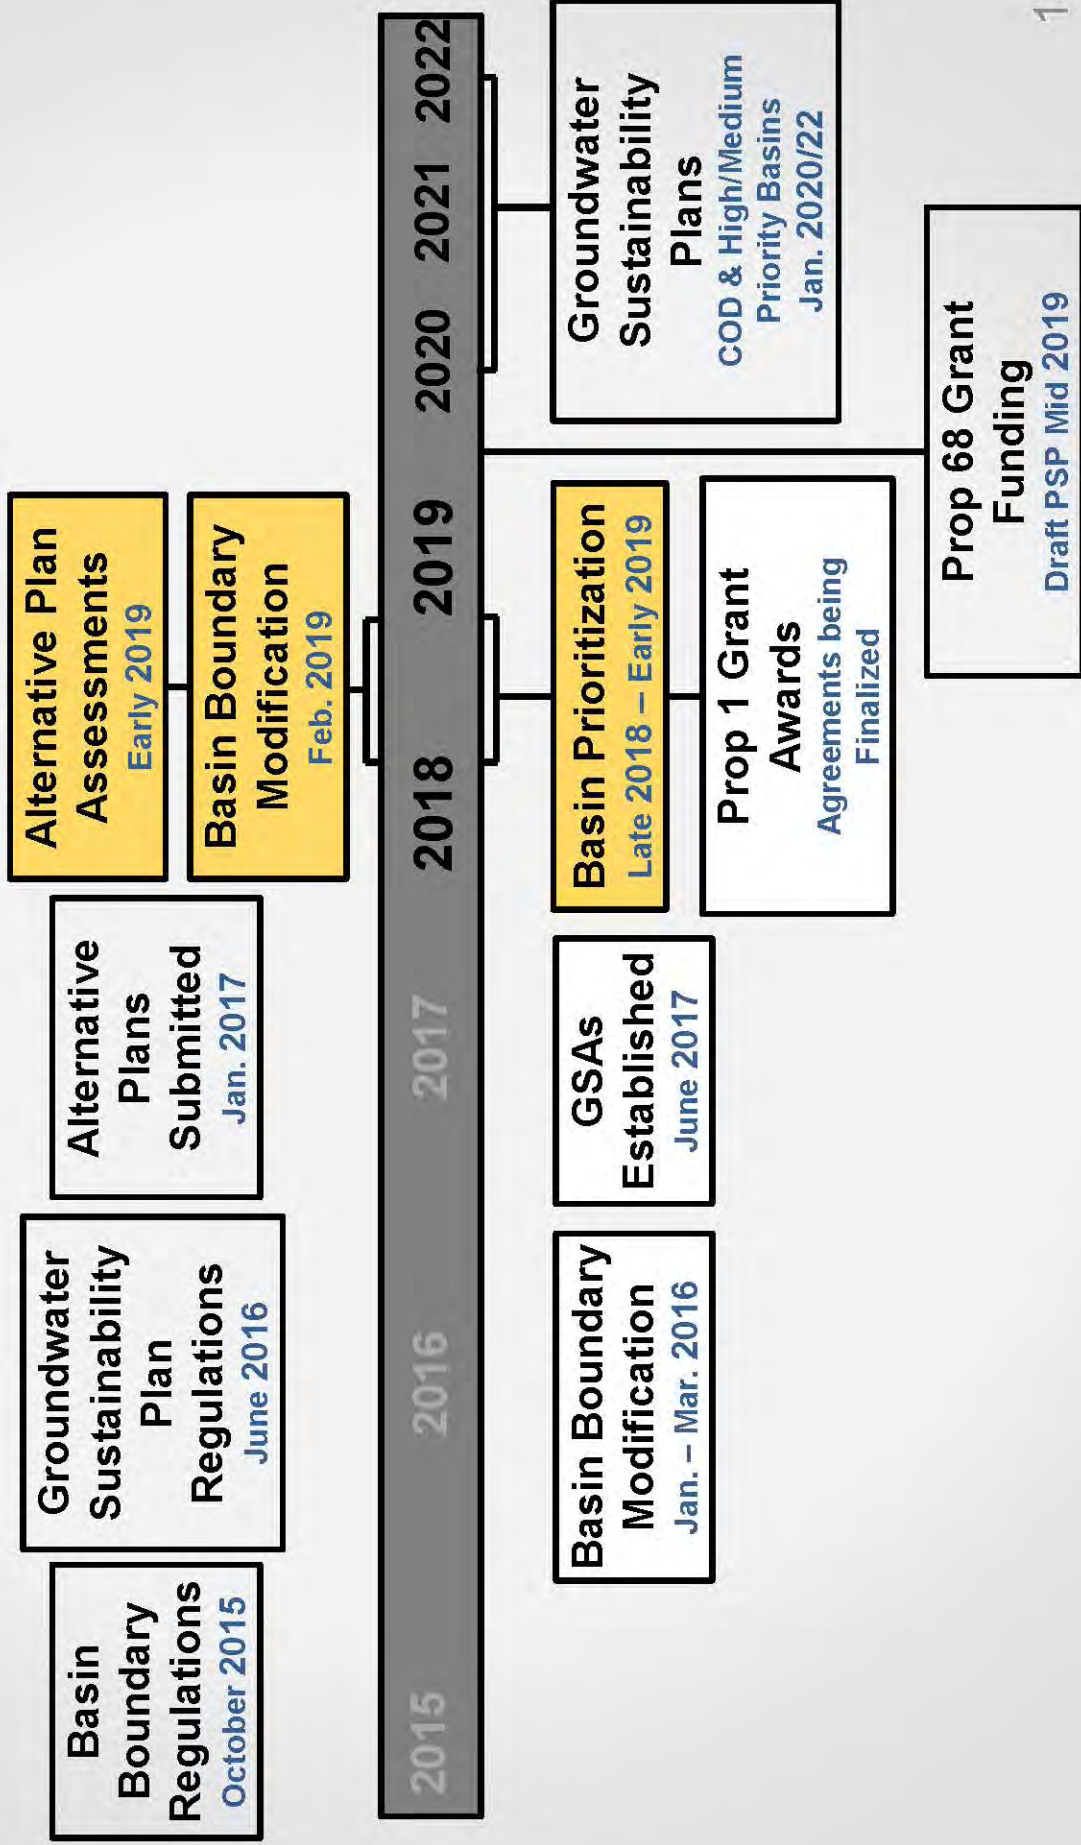 Basin
Boundary
Regulations
October 2015
Groundwater
Sustainability
Plan
Regulations
June 2016
Alternative
Plans
Submitted
Jan. 2017
Alternative Plan
Assessments
Early 2019
Basin Boundary
Modification
Feb. 2019
2015 2016 2017 2018 2019 2020 2021 2022
Basin Boundary
Modification
Jan. – Mar. 2016
GSAs
Established
June 2017
Basin Prioritization
Late 2018 – Early 2019
Prop 1 Grant
Awards
Agreements being
Finalized
Groundwater
Sustainability
Plans
COD & High/Medium
Priority Basins
Jan. 2020/22
Prop 68 Grant
Funding
Draft PSP Mid 2019
1